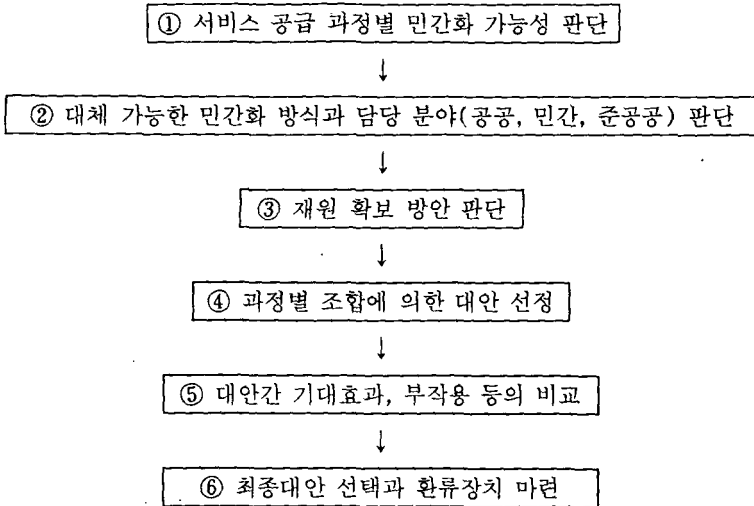 ① 서비스 공급 과정별 민간화 가능성 판단
↓
② 대체 가능한 민간화 방식과 담당 분야(공공, 민간, 준공공) 판단
↓
③ 재원 확보 방안 판단
↓
④ 과정별 조합에 의한 대안 선정
↓
⑤ 대안간 기대효과, 부작용 등의 비교
↓
⑥ 최종대안 선택과 환류장치 마련